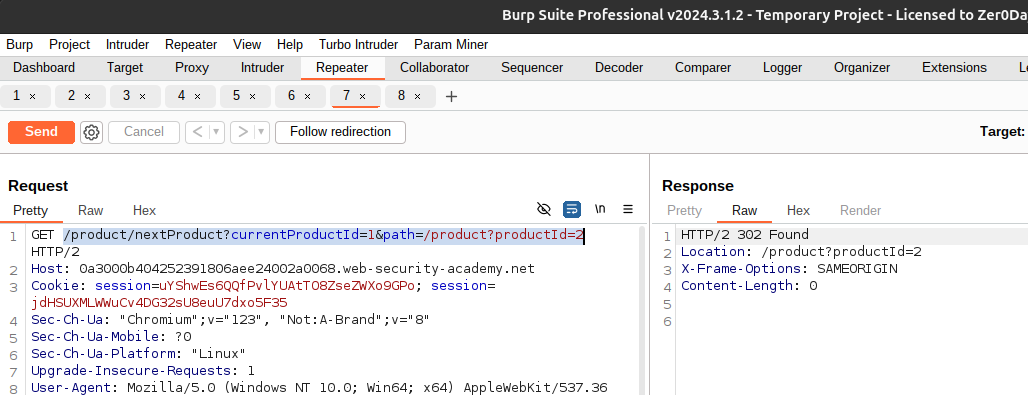 Burp Suite Professional v2024.3.1.2 - Temporary Project - Licensed to Zer0Da
Burp Project Intruder Repeater View Help Turbo Intruder Param Miner
Dashboard Target Proxy Intruder Repeater Collaborator Sequencer Decoder Comparer Logger Organizer Extensions
1 × 2 × 3 × 4 × 5 × 6 × 7 × 8 × +
Send Cancel < > Follow redirection Target:
Request Response
Pretty Raw Hex \n Pretty Raw Hex Render
1 GET /product/nextProduct?currentProductId=1&path=/product?productId=2
HTTP/2
2 Host: 0a3000b404252391806aee24002a0068.web-security-academy.net
3 Cookie: session=uYShwEs6QQfPvlYUAtTO8ZseZWXo9GPo; session=
jdHSUXMLWWuCv4DG32sU8euU7dxo5F35
4 Sec-Ch-Ua: "Chromium";v="123", "Not:A-Brand";v="8"
5 Sec-Ch-Ua-Mobile: ?0
6 Sec-Ch-Ua-Platform: "Linux"
7 Upgrade-Insecure-Requests: 1
8 User-Agent: Mozilla/5.0 (Windows NT 10.0; Win64; x64) AppleWebKit/537.36
1 HTTP/2 302 Found
2 Location: /product?productId=2
3 X-Frame-Options: SAMEORIGIN
4 Content-Length: 0
5
6